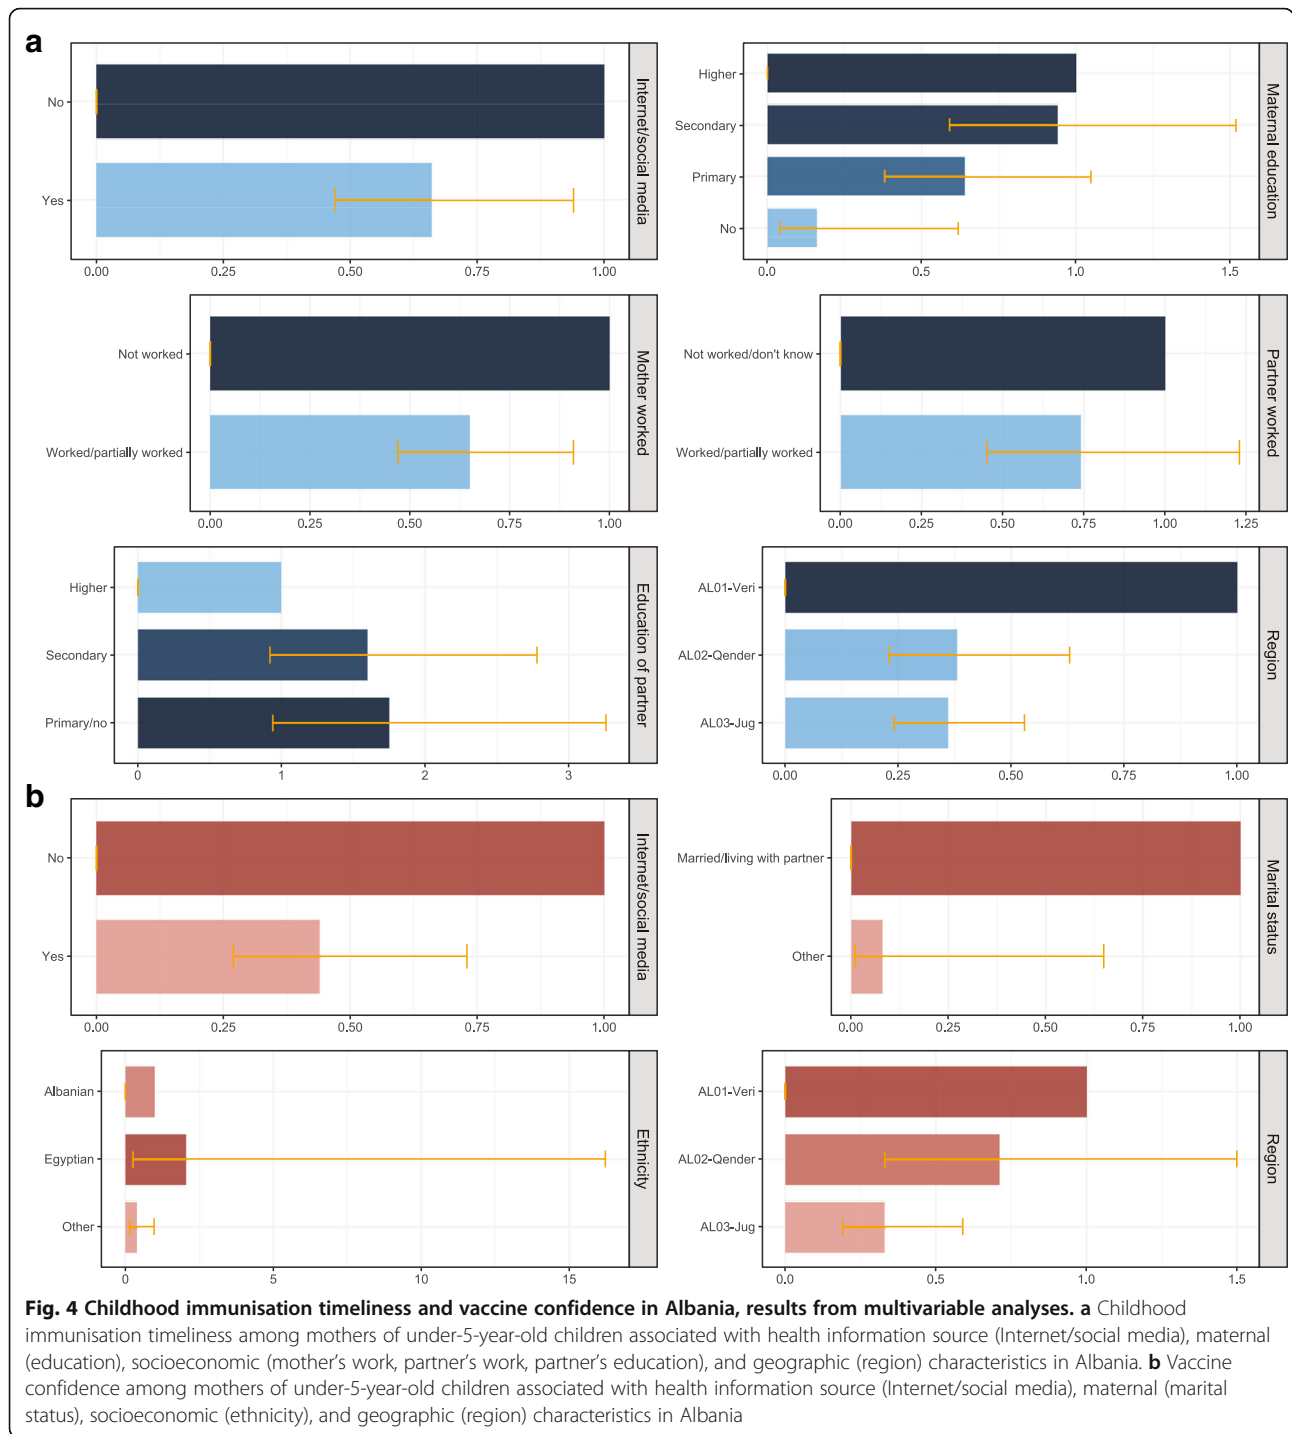 a
No
Yes
0.00 0.25 0.50 0.75 1.00
Internet/social media
Higher
Secondary
Primary
No
0.0 0.5 1.0 1.5
Maternal education
Not worked
Worked/partially worked
0.00 0.25 0.50 0.75 1.00
Mother worked
Not worked/don't know
Worked/partially worked
0.00 0.25 0.50 0.75 1.00 1.25
Partner worked
Higher
Secondary
Primary/no
0 1 2 3
Education of partner
AL01-Veri
AL02-Qender
AL03-Jug
0.00 0.25 0.50 0.75 1.00
Region
b
No
Yes
0.00 0.25 0.50 0.75 1.00
Internet/social media
Married/living with partner
Other
0.00 0.25 0.50 0.75 1.00
Marital status
Albanian
Egyptian
Other
0 5 10 15
Ethnicity
AL01-Veri
AL02-Qender
AL03-Jug
0.0 0.5 1.0 1.5
Region
Fig. 4 Childhood immunisation timeliness and vaccine confidence in Albania, results from multivariable analyses. a Childhood
immunisation timeliness among mothers of under-5-year-old children associated with health information source (Internet/social media), maternal
(education), socioeconomic (mother's work, partner's work, partner's education), and geographic (region) characteristics in Albania. b Vaccine
confidence among mothers of under-5-year-old children associated with health information source (Internet/social media), maternal (marital
status), socioeconomic (ethnicity), and geographic (region) characteristics in Albania